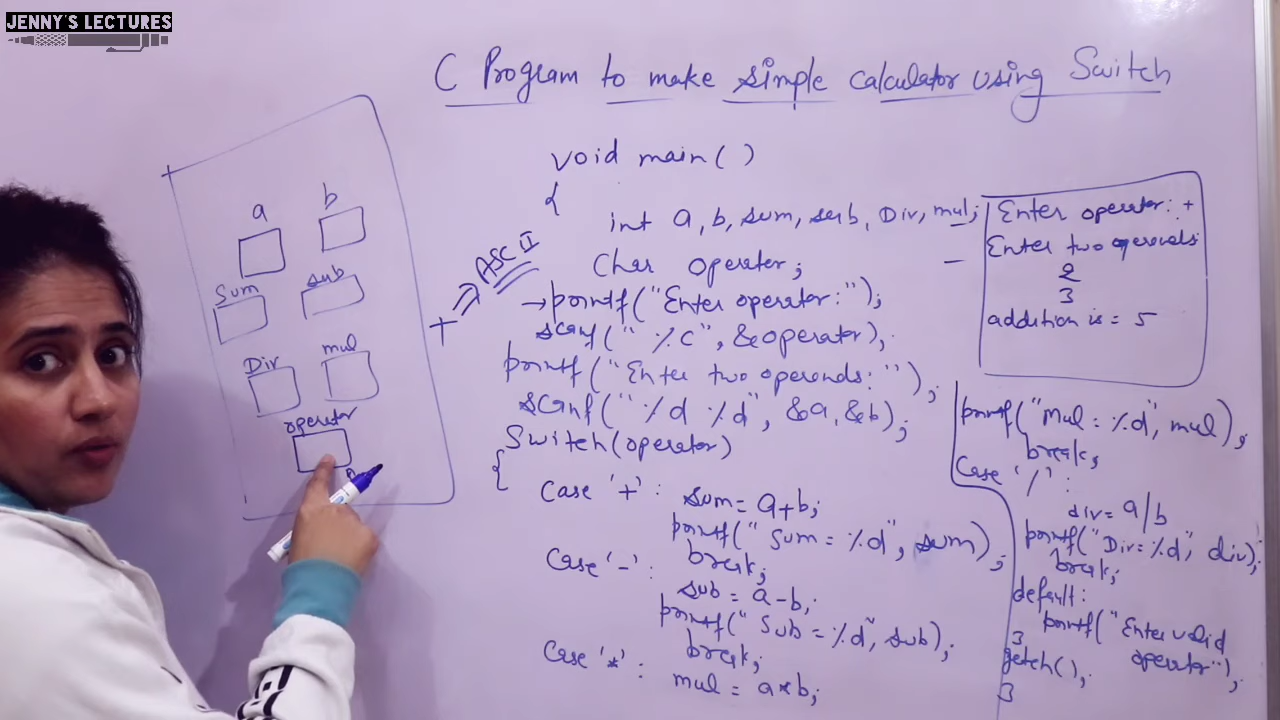 JENNY'S LECTURES
C Program to make simple calculator using Switch
a
b
Sum
sub
Div
mul
operator
+ ⇒ ASCII
void main( )
{
int a, b, sum, sub, Div, mul;
Char operator;
→printf("Enter operator:");
scanf(" %c", &operator),
printf("Enter two operends:");
scanf("%d %d", &a, &b);
Switch(operator)
{
Case '+': sum= a+b;
printf(" Sum = %d", sum);
break;
Case '-':
sub = a-b;
printf(" Sub = %d", sub);
break;
Case '*':
mul = a*b;
Enter operator: +
Enter two operends
2
3
addition is = 5
printf("Mul = %d", mul);
break;
Case '/':
div= a/b
printf("Div=%d", div);
break;
default:
printf("Enter valid
operator");
}
getch();
}